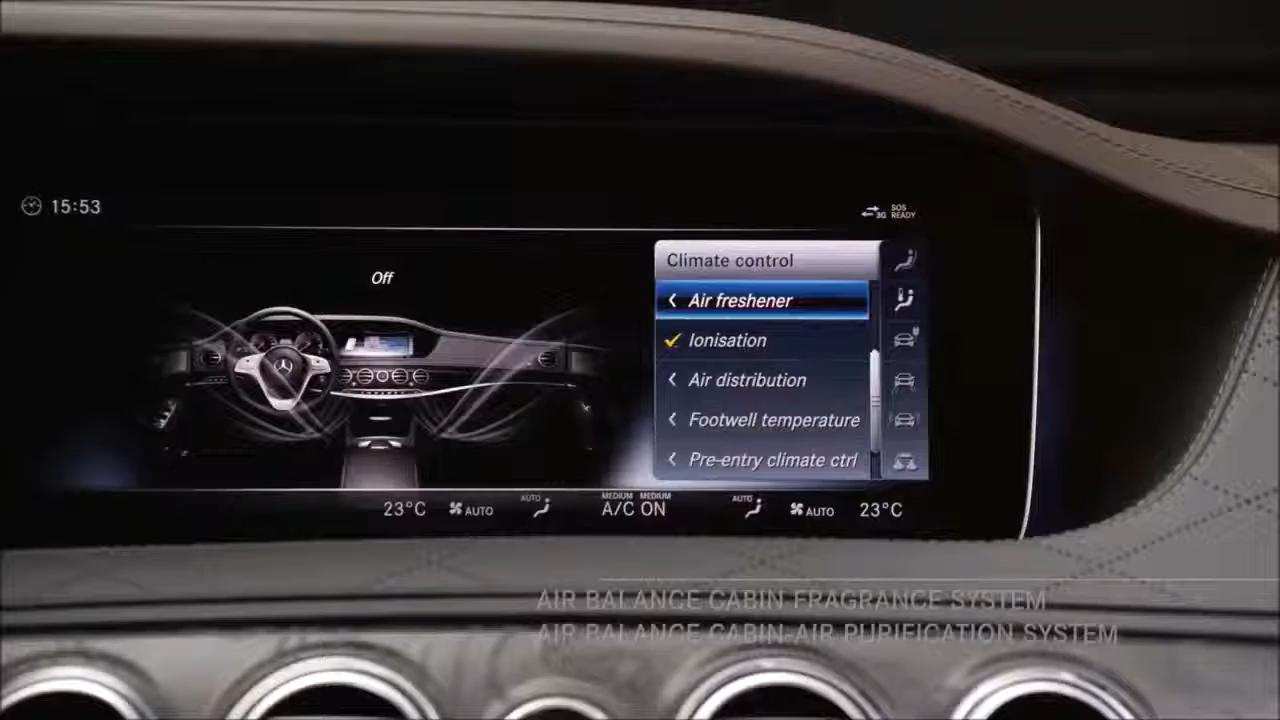 15:53
3G SOS READY
Off
Climate control
Air freshener
Ionisation
Air distribution
Footwell temperature
Pre-entry climate ctrl
23°C AUTO AUTO MEDIUM MEDIUM A/C ON AUTO AUTO 23°C
AIR BALANCE CABIN FRAGRANCE SYSTEM
AIR BALANCE CABIN-AIR PURIFICATION SYSTEM